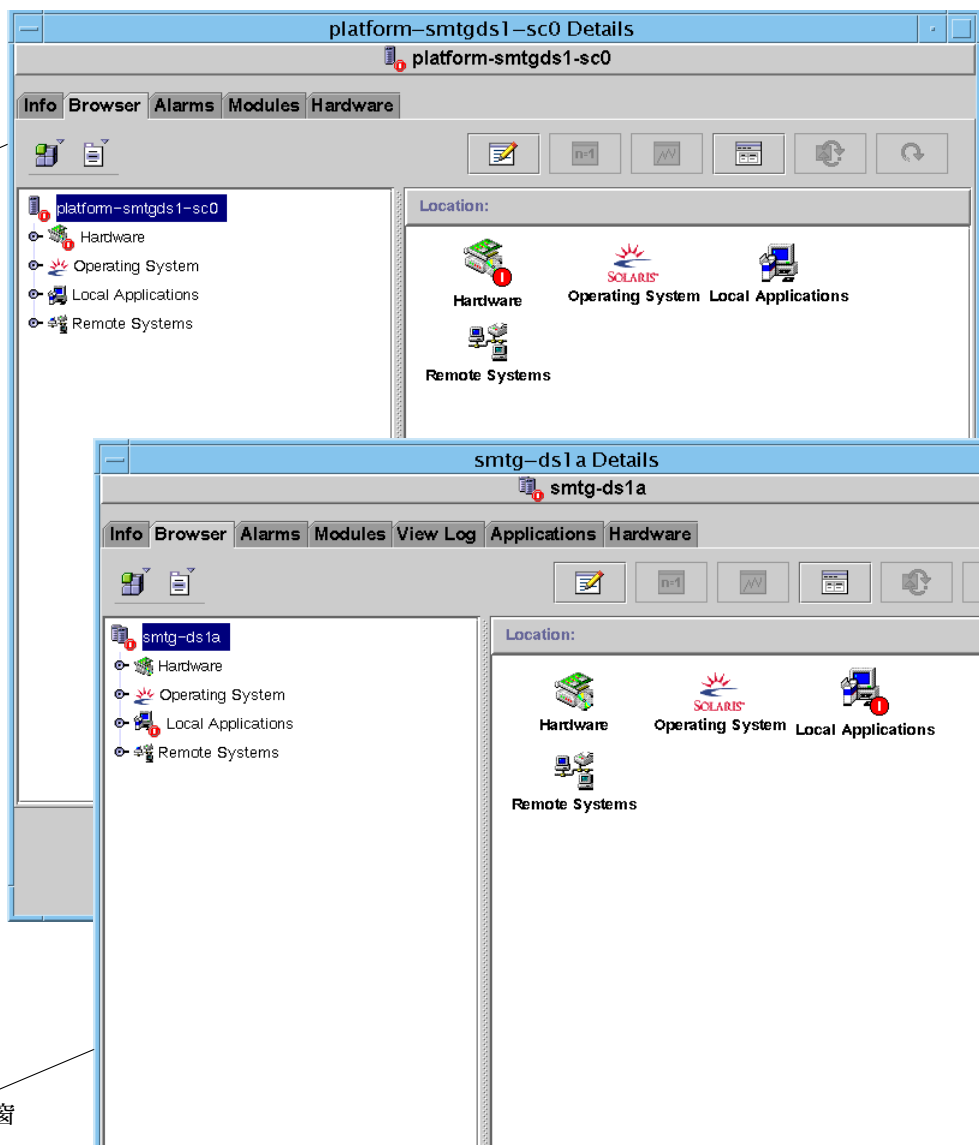 platform-smtgds1-sc0 Details
platform-smtgds1-sc0
Info Browser Alarms Modules Hardware
n=1
platform-smtgds1-sc0
Hardware
Operating System
Local Applications
Remote Systems
Location:
Hardware
SOLARIS
Operating System
Local Applications
Remote Systems
smtg-ds1a Details
smtg-ds1a
Info Browser Alarms Modules View Log Applications Hardware
n=1
smtg-ds1a
Hardware
Operating System
Local Applications
Remote Systems
Location:
Hardware
SOLARIS
Operating System
Local Applications
Remote Systems
窗